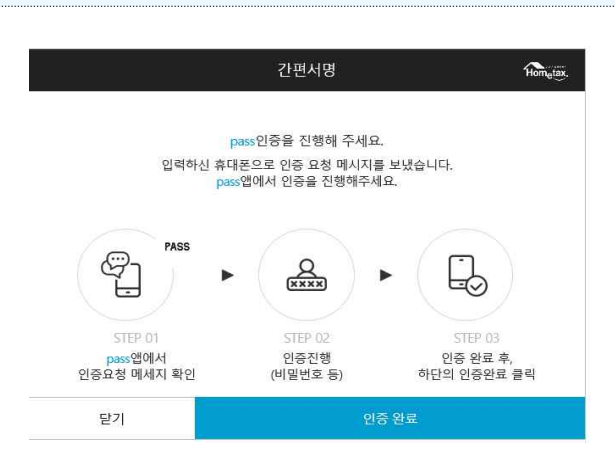 간편서명
Hometax.
pass인증을 진행해 주세요.
입력하신 휴대폰으로 인증 요청 메시지를 보냈습니다.
pass앱에서 인증을 진행해주세요.
PASS
XXXX
STEP 01
pass앱에서
인증요청 메세지 확인
STEP 02
인증진행
(비밀번호 등)
STEP 03
인증 완료 후,
하단의 인증완료 클릭
닫기
인증 완료